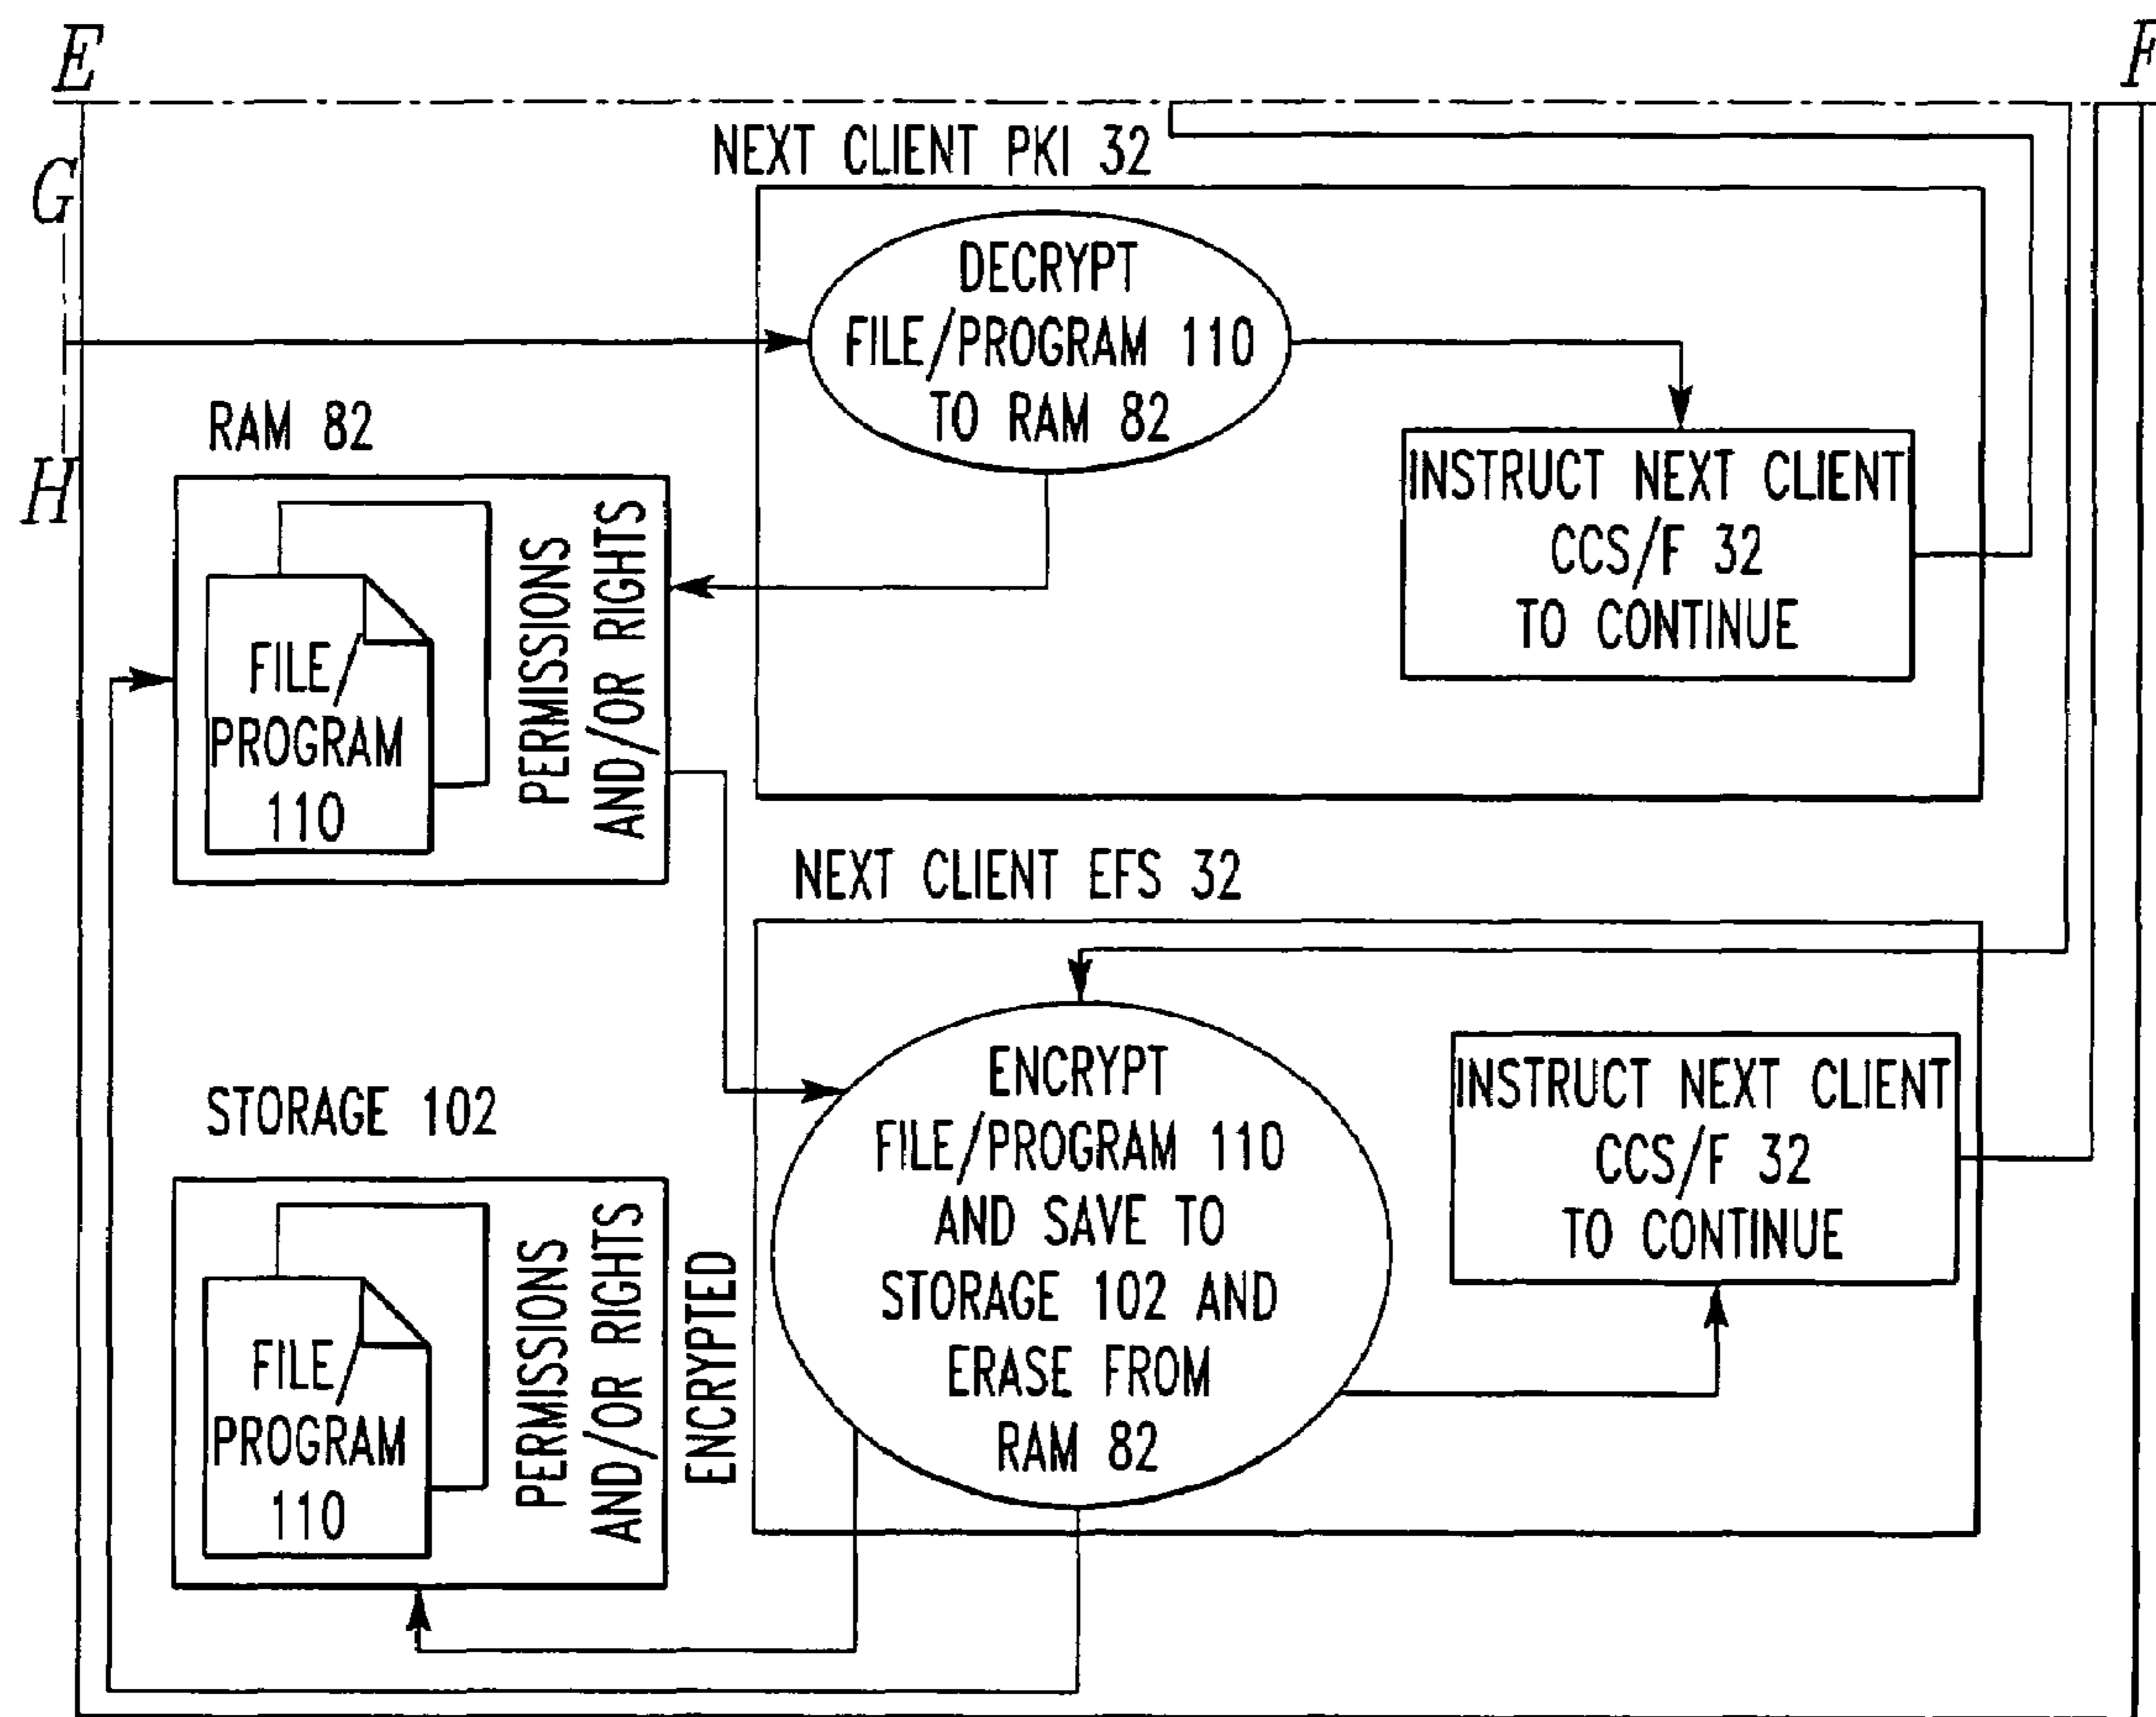 E
F
G
H
NEXT CLIENT PKI 32
DECRYPT
FILE/PROGRAM 110
TO RAM 82
INSTRUCT NEXT CLIENT
CCS/F 32
TO CONTINUE
RAM 82
FILE/
PROGRAM
110
PERMISSIONS
AND/OR RIGHTS
NEXT CLIENT EFS 32
ENCRYPT
FILE/PROGRAM 110
AND SAVE TO
STORAGE 102 AND
ERASE FROM
RAM 82
INSTRUCT NEXT CLIENT
CCS/F 32
TO CONTINUE
STORAGE 102
FILE/
PROGRAM
110
PERMISSIONS
AND/OR RIGHTS
ENCRYPTED